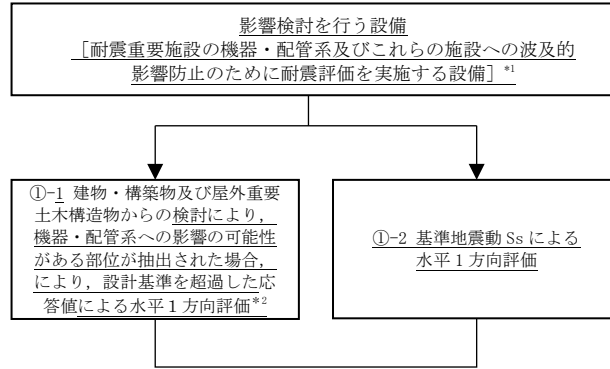 影響検討を行う設備
［耐震重要施設の機器・配管系及びこれらの施設への波及的
影響防止のために耐震評価を実施する設備］*1
①-1 建物・構築物及び屋外重要
土木構造物からの検討により，
機器・配管系への影響の可能性
がある部位が抽出された場合，
により，設計基準を超過した応
答値による水平１方向評価*2
①-2 基準地震動 Ss による
水平１方向評価